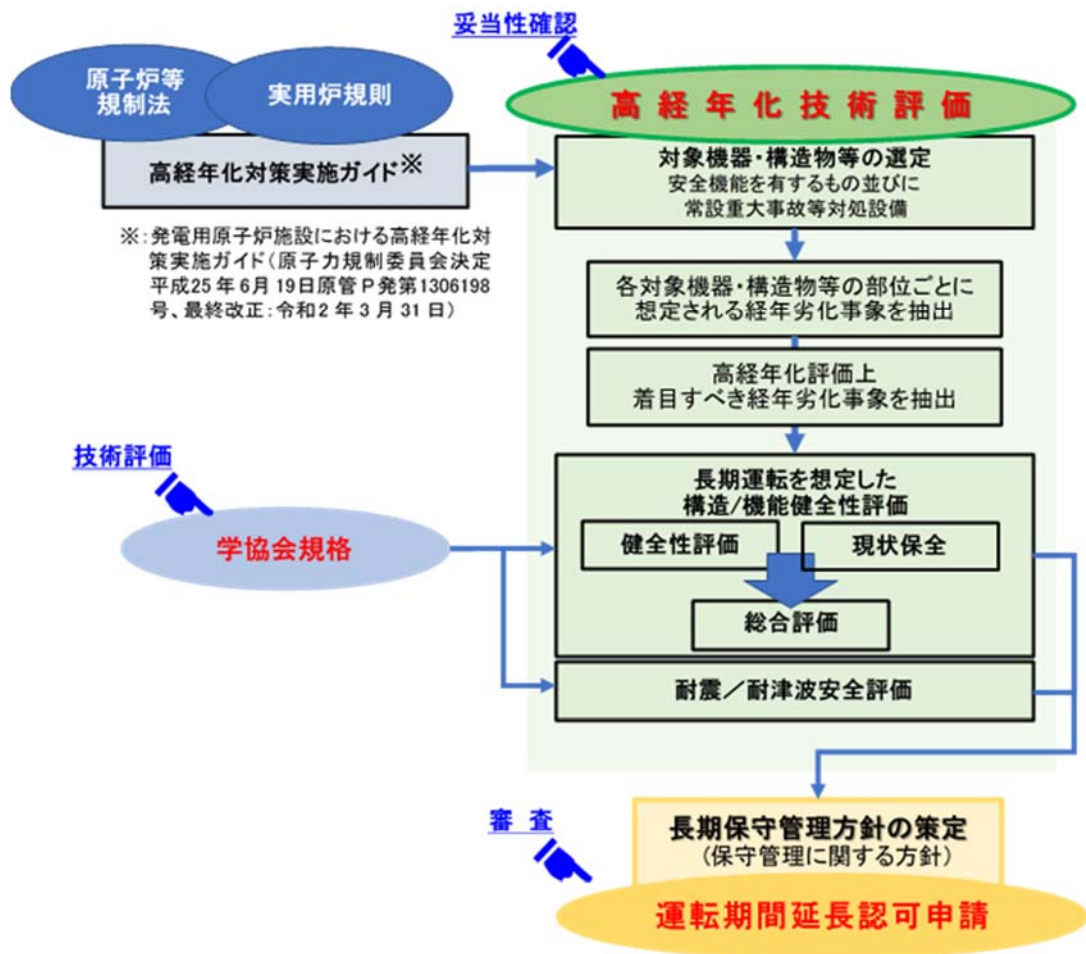 妥当性確認
原子炉等
規制法
実用炉規則
高経年化対策実施ガイド※
※:発電用原子炉施設における高経年化対
策実施ガイド(原子力規制委員会決定
平成25年6月19日原管P発第1306198
号、最終改正:令和2年3月31日)
高経年化技術評価
対象機器・構造物等の選定
安全機能を有するもの並びに
常設重大事故等対処設備
各対象機器・構造物等の部位ごとに
想定される経年劣化事象を抽出
高経年化評価上
着目すべき経年劣化事象を抽出
技術評価
学協会規格
長期運転を想定した
構造/機能健全性評価
健全性評価
現状保全
総合評価
耐震/耐津波安全評価
審査
長期保守管理方針の策定
(保守管理に関する方針)
運転期間延長認可申請